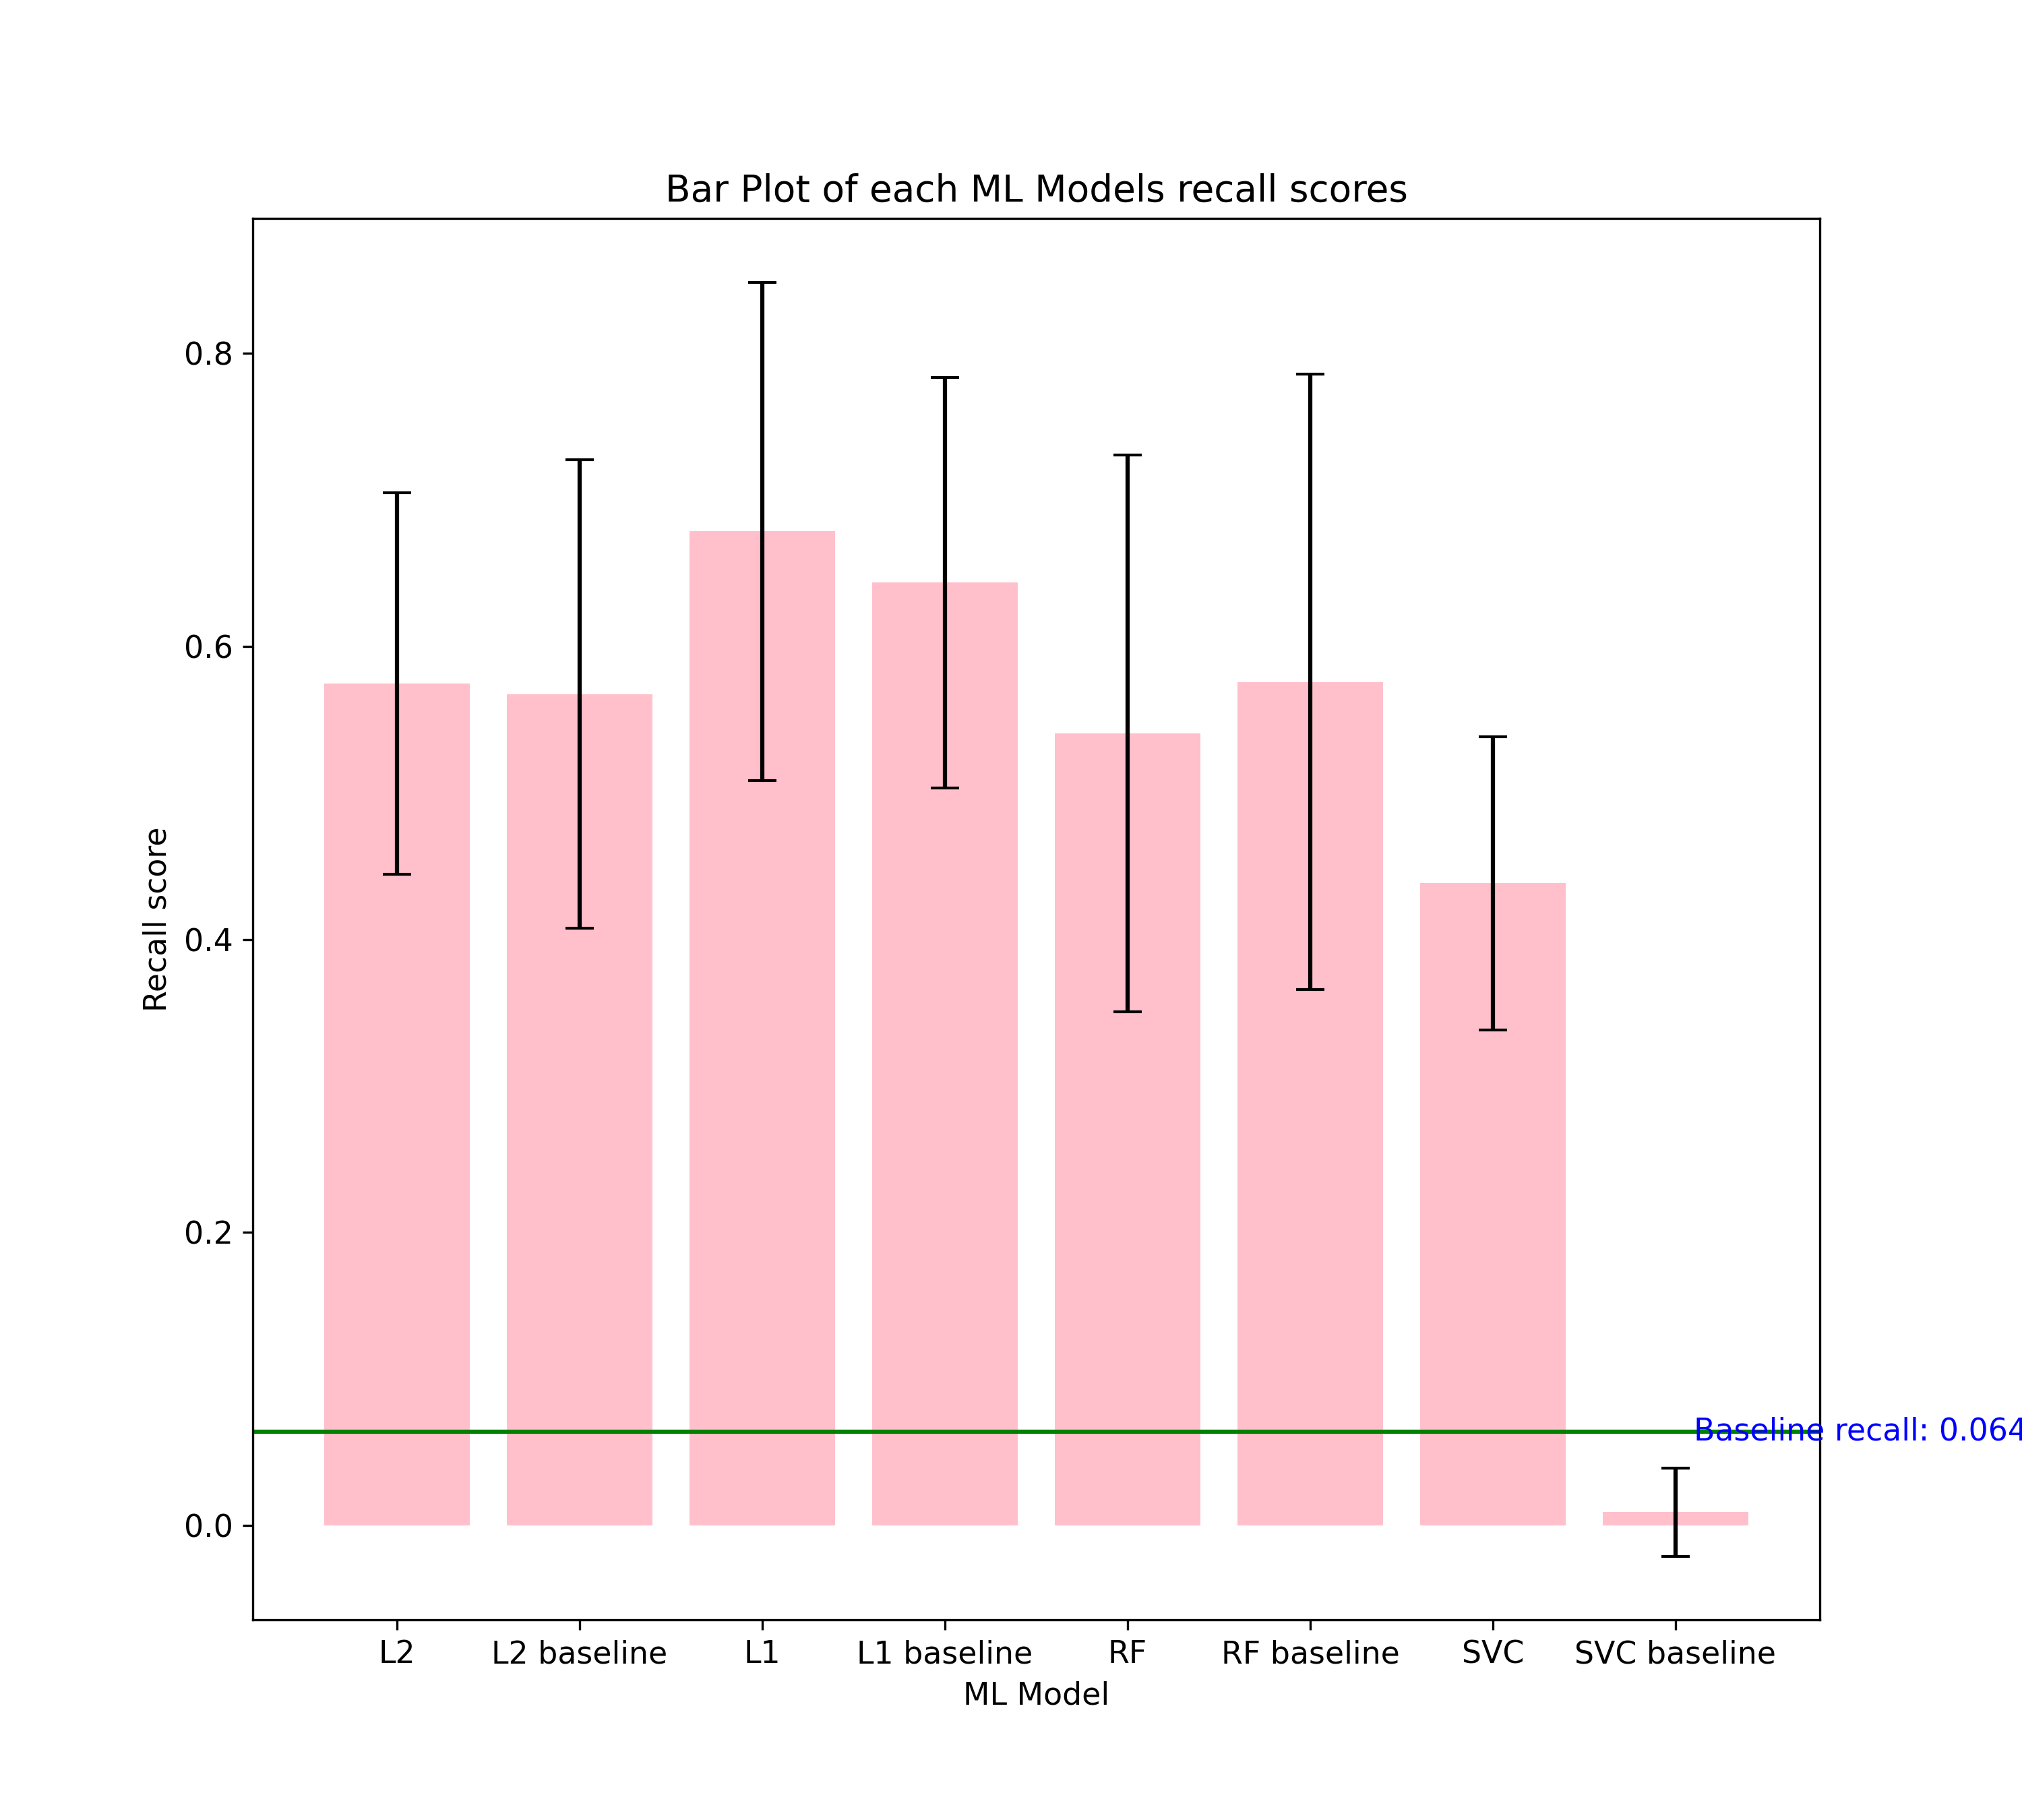 Bar Plot of each ML Models recall scores
Recall score
0.8
0.6
0.4
0.2
0.0
Baseline recall: 0.064
L2 L2 baseline L1 L1 baseline RF RF baseline SVC SVC baseline
ML Model